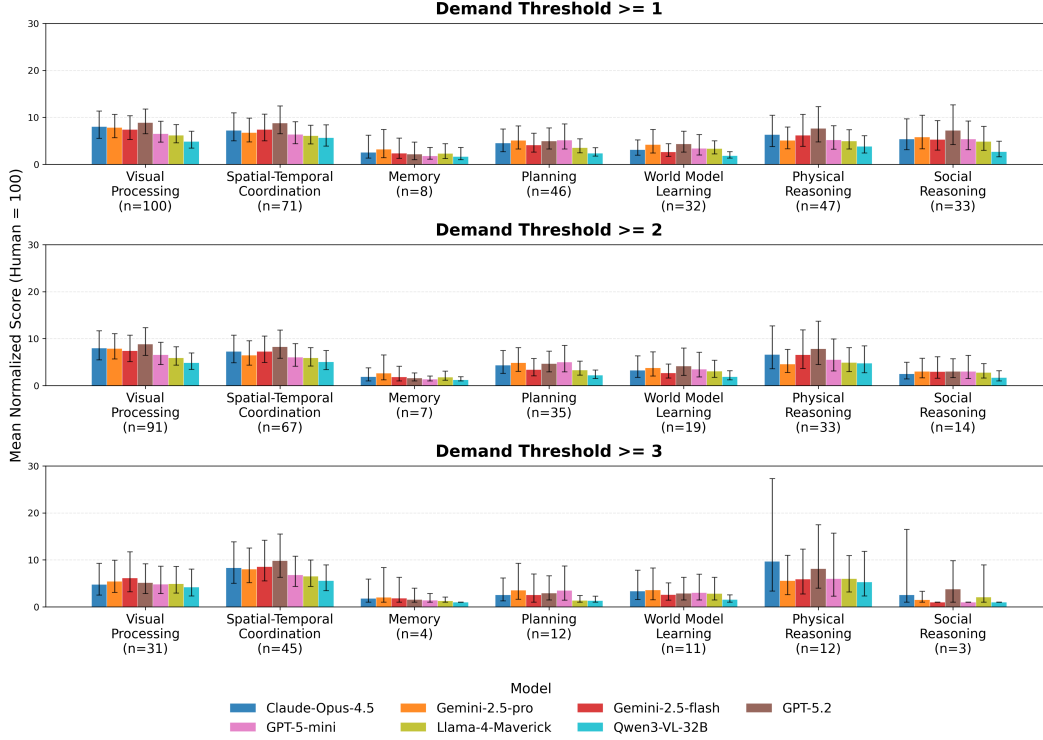 Demand Threshold >= 1
Mean Normalized Score (Human = 100)
30
20
10
0
Visual
Processing
(n=100)
Spatial-Temporal
Coordination
(n=71)
Memory
(n=8)
Planning
(n=46)
World Model
Learning
(n=32)
Physical
Reasoning
(n=47)
Social
Reasoning
(n=33)
Demand Threshold >= 2
30
20
10
0
Visual
Processing
(n=91)
Spatial-Temporal
Coordination
(n=67)
Memory
(n=7)
Planning
(n=35)
World Model
Learning
(n=19)
Physical
Reasoning
(n=33)
Social
Reasoning
(n=14)
Demand Threshold >= 3
30
20
10
0
Visual
Processing
(n=31)
Spatial-Temporal
Coordination
(n=45)
Memory
(n=4)
Planning
(n=12)
World Model
Learning
(n=11)
Physical
Reasoning
(n=12)
Social
Reasoning
(n=3)
Model
Claude-Opus-4.5
Gemini-2.5-pro
Gemini-2.5-flash
GPT-5.2
GPT-5-mini
Llama-4-Maverick
Qwen3-VL-32B